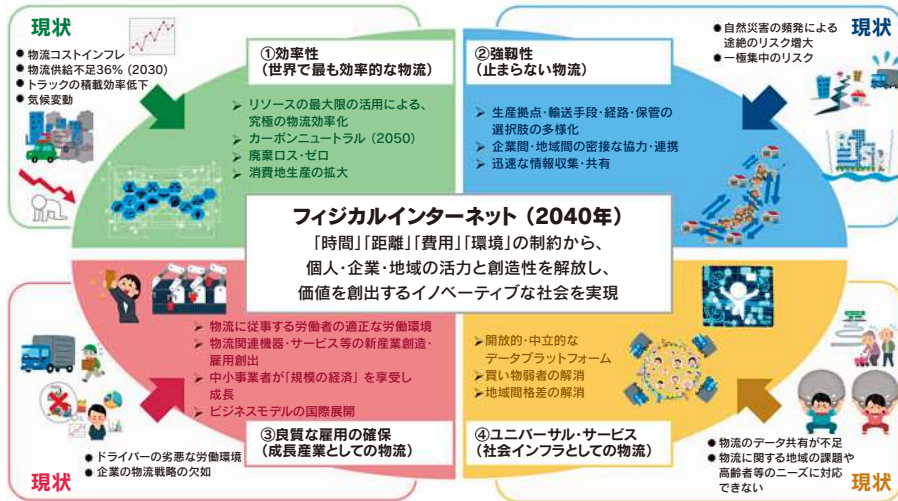 現状
● 物流コストインフレ
● 物流供給不足36%（2030）
● トラックの積載効率低下
● 気候変動
①効率性
（世界で最も効率的な物流）
➢ リソースの最大限の活用による、
究極の物流効率化
➢ カーボンニュートラル（2050）
➢ 廃棄ロス・ゼロ
➢ 消費地生産の拡大
②強靱性
（止まらない物流）
➢ 生産拠点・輸送手段・経路・保管の
選択肢の多様化
➢ 企業間・地域間の密接な協力・連携
➢ 迅速な情報収集・共有
現状
● 自然災害の頻発による
途絶のリスク増大
● 一極集中のリスク
フィジカルインターネット（2040年）
「時間」「距離」「費用」「環境」の制約から、
個人・企業・地域の活力と創造性を解放し、
価値を創出するイノベーティブな社会を実現
➢ 物流に従事する労働者の適正な労働環境
➢ 物流関連機器・サービス等の新産業創造・
雇用創出
➢ 中小事業者が「規模の経済」を享受し
成長
➢ ビジネスモデルの国際展開
③良質な雇用の確保
（成長産業としての物流）
● ドライバーの劣悪な労働環境
● 企業の物流戦略の欠如
現状
➢ 開放的・中立的な
データプラットフォーム
➢ 買い物弱者の解消
➢ 地域間格差の解消
④ユニバーサル・サービス
（社会インフラとしての物流）
● 物流のデータ共有が不足
● 物流に関する地域の課題や
高齢者等のニーズに対応
できない
現状